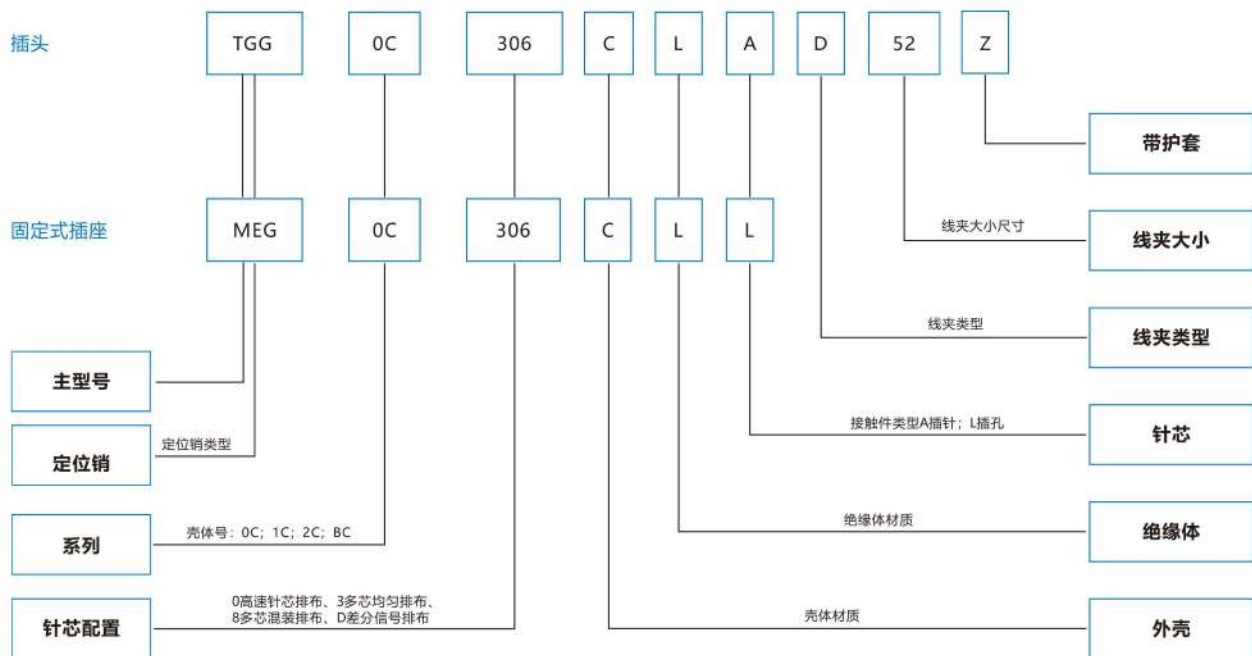 插头
TGG
0C
306
C
L
A
D
52
Z
带护套
固定式插座
MEG
0C
306
C
L
L
线夹大小尺寸
线夹大小
线夹类型
线夹类型
主型号
接触件类型A插针；L插孔
针芯
定位销
定位销类型
绝缘体材质
绝缘体
系列
壳体号：0C；1C；2C；BC
针芯配置
0高速针芯排布、3多芯均匀排布、
8多芯混装排布、D差分信号排布
壳体材质
外壳